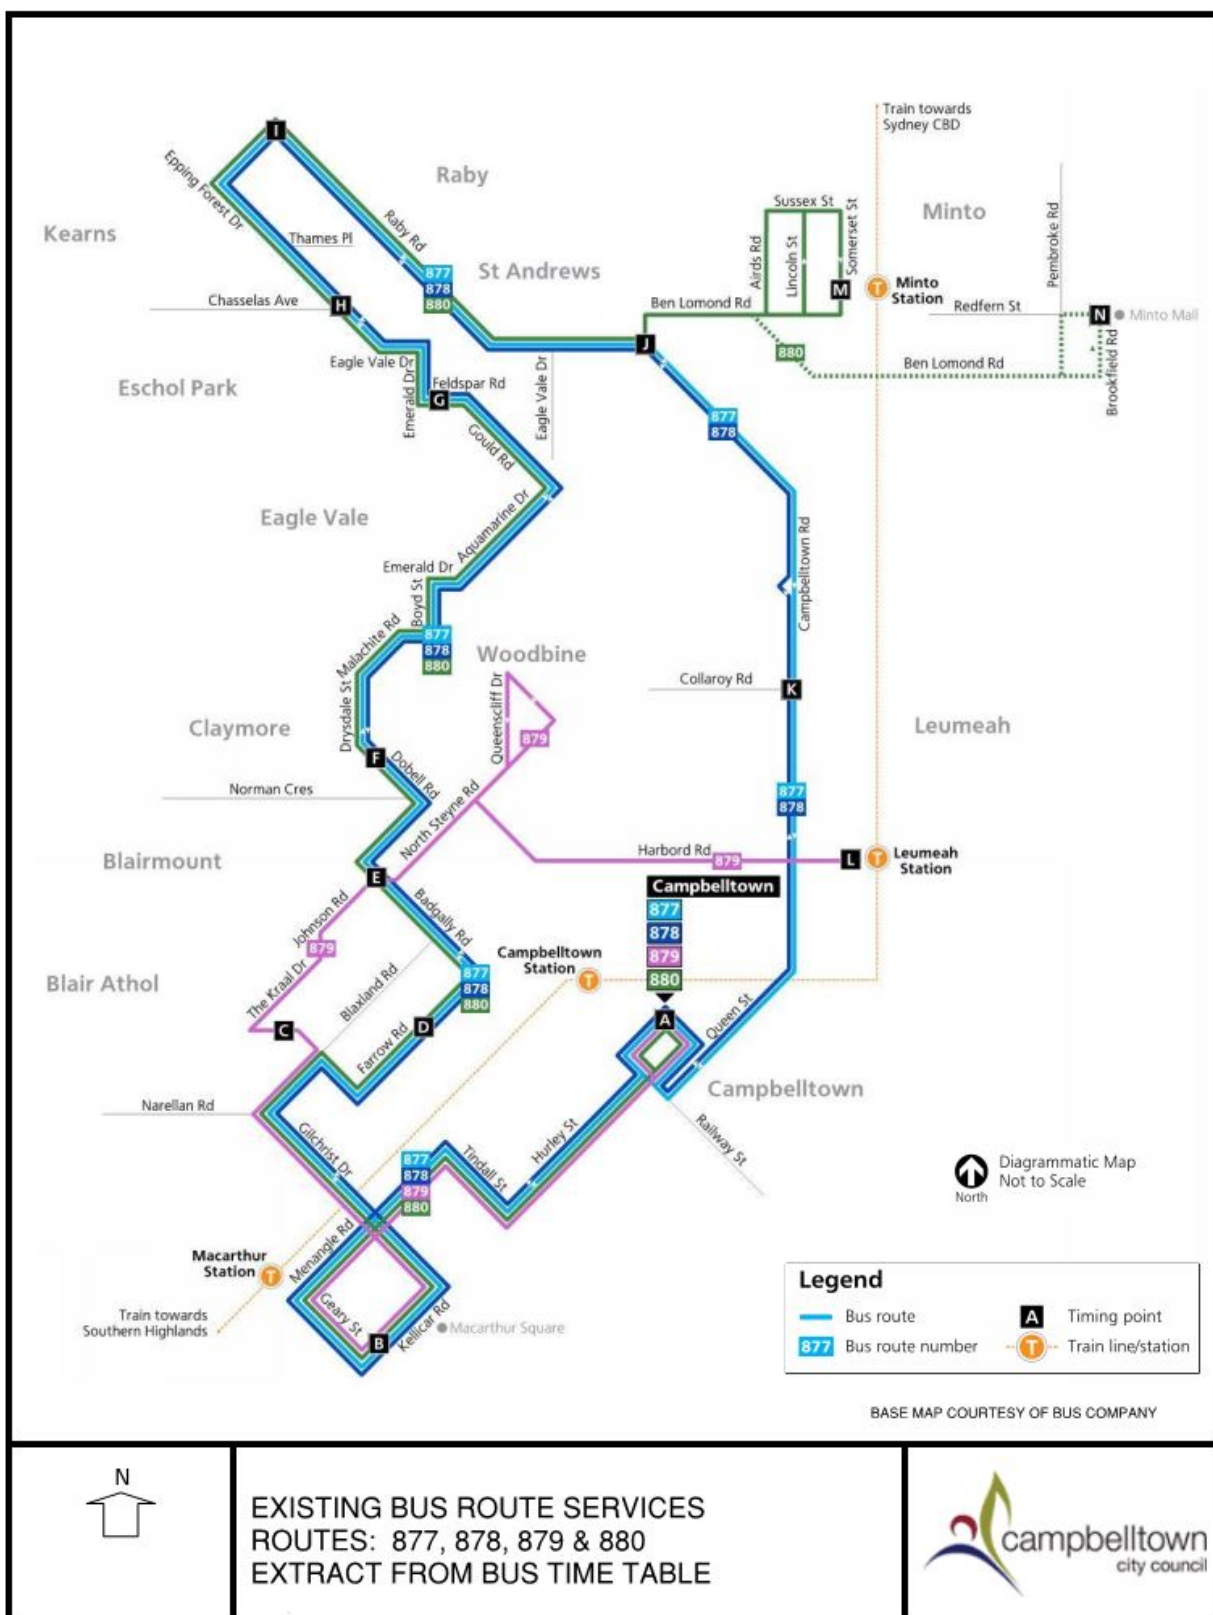 I
Train towards
Sydney CBD
Epping Forest Dr
Raby
Kearns
Raby Rd
Thames Pl
St Andrews
877
878
880
Chasselas Ave
H
Sussex St
Airds Rd
Lincoln St
Somerset St
Minto
Pembroke Rd
M
T
Minto
Station
Ben Lomond Rd
Redfern St
N
Minto Mall
J
880
Ben Lomond Rd
Brookfield Rd
Eagle Vale Dr
Emerald Dr
Feldspar Rd
G
Eschol Park
Gould Rd
Eagle Vale Dr
877
878
Eagle Vale
Aquamarine Dr
Campbelltown Rd
Emerald Dr
Boyd St
Malachite Rd
877
878
880
Woodbine
Queenscliff Dr
Collaroy Rd
K
Drysdale St
Claymore
879
Leumeah
F
Dobell Rd
Norman Cres
North Steyne Rd
877
878
Blairmount
Harbord Rd
879
L
T
Leumeah
Station
E
Campbelltown
877
878
879
880
Johnson Rd
Badgally Rd
879
Campbelltown
Station
T
Blair Athol
The Kraal Dr
Blaxland Rd
877
878
880
C
D
Farrow Rd
A
Queen St
Campbelltown
Narellan Rd
Gilchrist Dr
Hurley St
Railway St
877
878
879
880
Tindall St
Diagrammatic Map
Not to Scale
North
Menangle Rd
Macarthur
Station
T
Geary St
B
Kellicar Rd
Macarthur Square
Train towards
Southern Highlands
Legend
Bus route
A
Timing point
877
Bus route number
T
Train line/station
BASE MAP COURTESY OF BUS COMPANY
N
EXISTING BUS ROUTE SERVICES
ROUTES: 877, 878, 879 & 880
EXTRACT FROM BUS TIME TABLE
campbelltown
city council